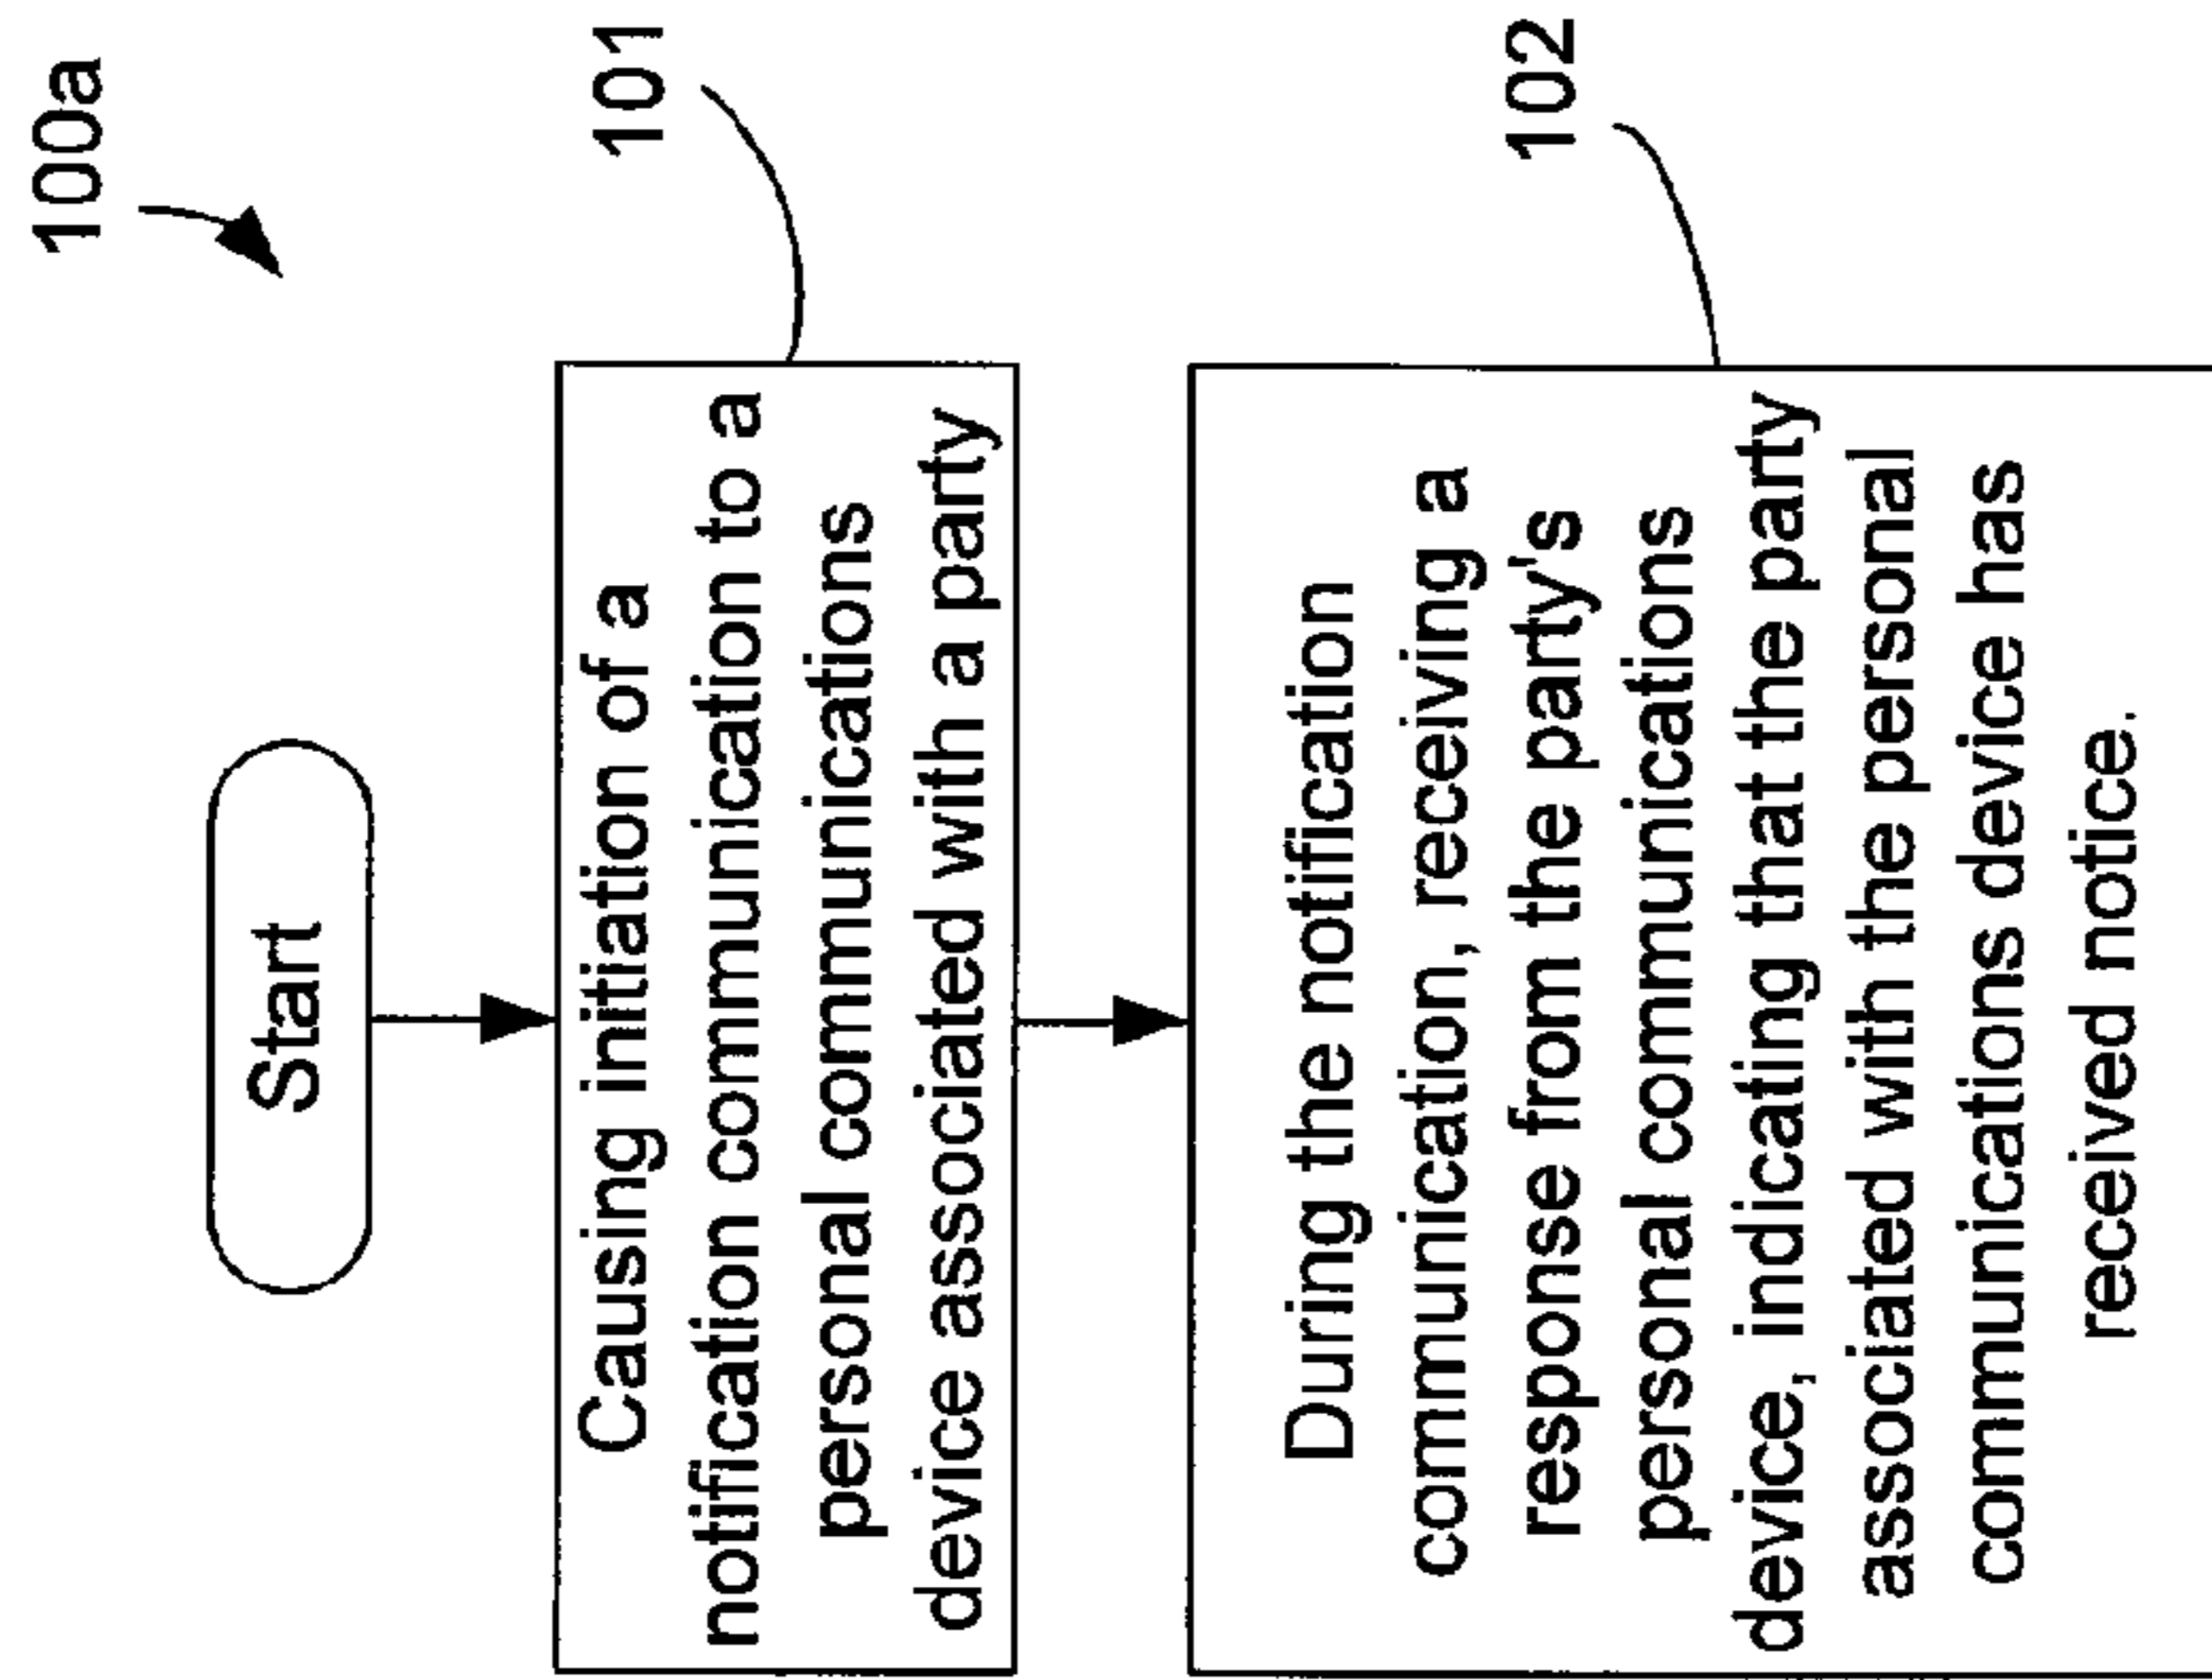 100a
Start
101
Causing initiation of a
notification communication to a
personal communications
device associated with a party
102
During the notification
communication, receiving a
response from the party's
personal communications
device, indicating that the party
associated with the personal
communications device has
received notice.